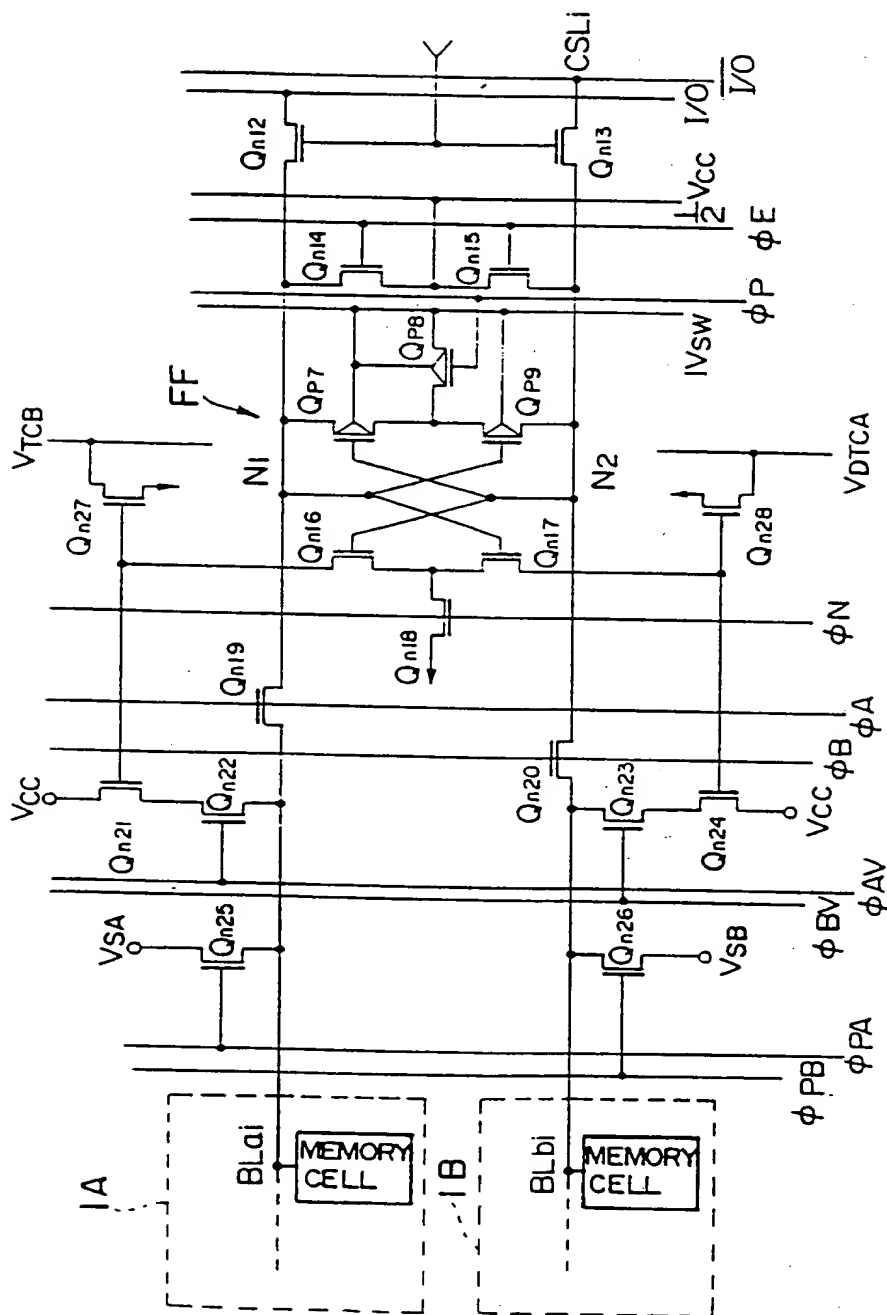 CSLi
I/O
I/O
Qn12
Qn13
1/2 VCC
φE
Qn14
Qn15
φP
IVSW
QP8
QP7
QP9
FF
VTCB
N1
N2
VDTCA
Qn27
Qn16
Qn17
Qn28
φN
Qn18
Qn19
φA
φB
VCC
Qn22
Qn20
Qn23
VCC
Qn21
Qn24
φAV
φBV
VSA
Qn25
Qn26
VSB
φPA
φPB
BLai
MEMORY
CELL
1A
BLbi
MEMORY
CELL
1B